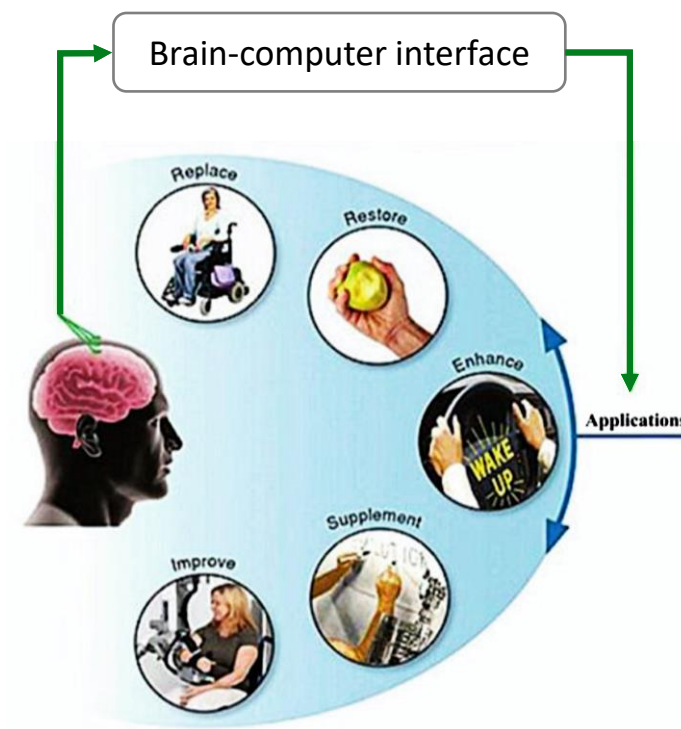 Brain-computer interface
Replace
Restore
Enhance
WAKE
UP
Applications
Supplement
Improve